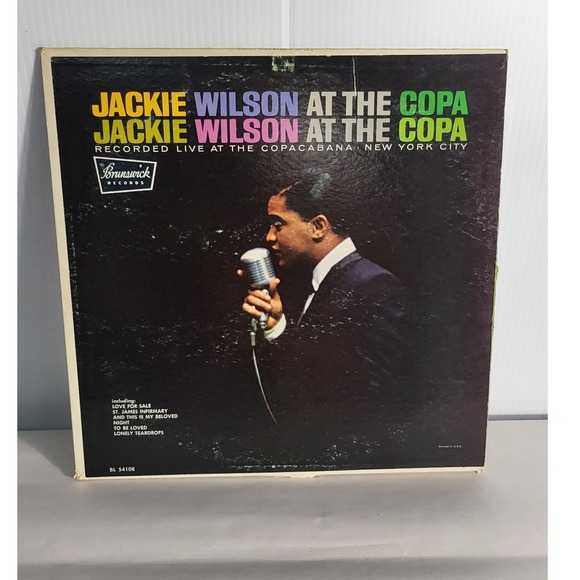 JACKIE WILSON AT THE COPA
JACKIE WILSON AT THE COPA
RECORDED LIVE AT THE COPACABANA · NEW YORK CITY
Brunswick
RECORDS
including:
LOVE FOR SALE
ST. JAMES INFIRMARY
AND THIS IS MY BELOVED
NIGHT
TO BE LOVED
LONELY TEARDROPS
BL 54108
Printed in U.S.A.